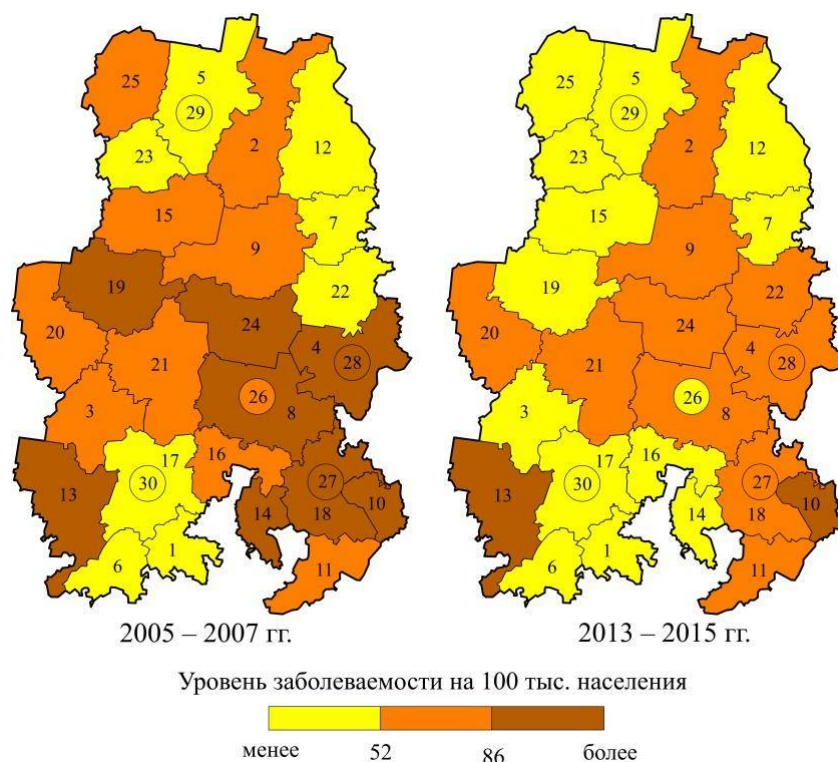 25 5 29 2 12 23 15 7 9 19 22 20 24 4 28 21 26 3 8 17 16 13 30 27 10 14 18 6 1 11
25 5 29 2 12 23 15 7 9 19 22 20 24 4 28 21 26 3 8 17 16 13 30 27 10 14 18 6 1 11
2005 – 2007 гг.
2013 – 2015 гг.
Уровень заболеваемости на 100 тыс. населения
менее 52 86 более